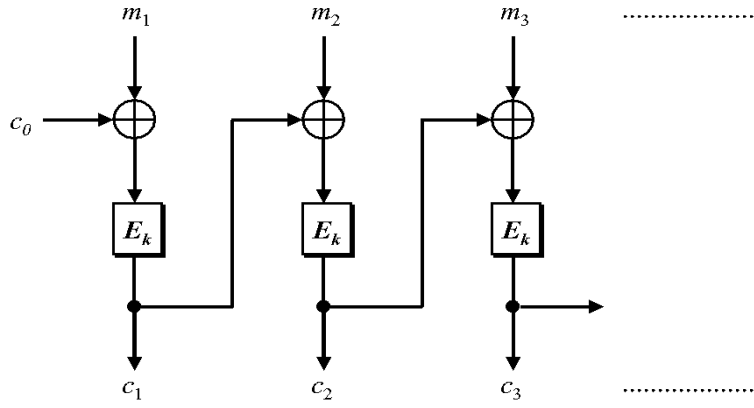 m₁ m₂ m₃ ....................
c₀
Eₖ Eₖ Eₖ
c₁ c₂ c₃ ....................